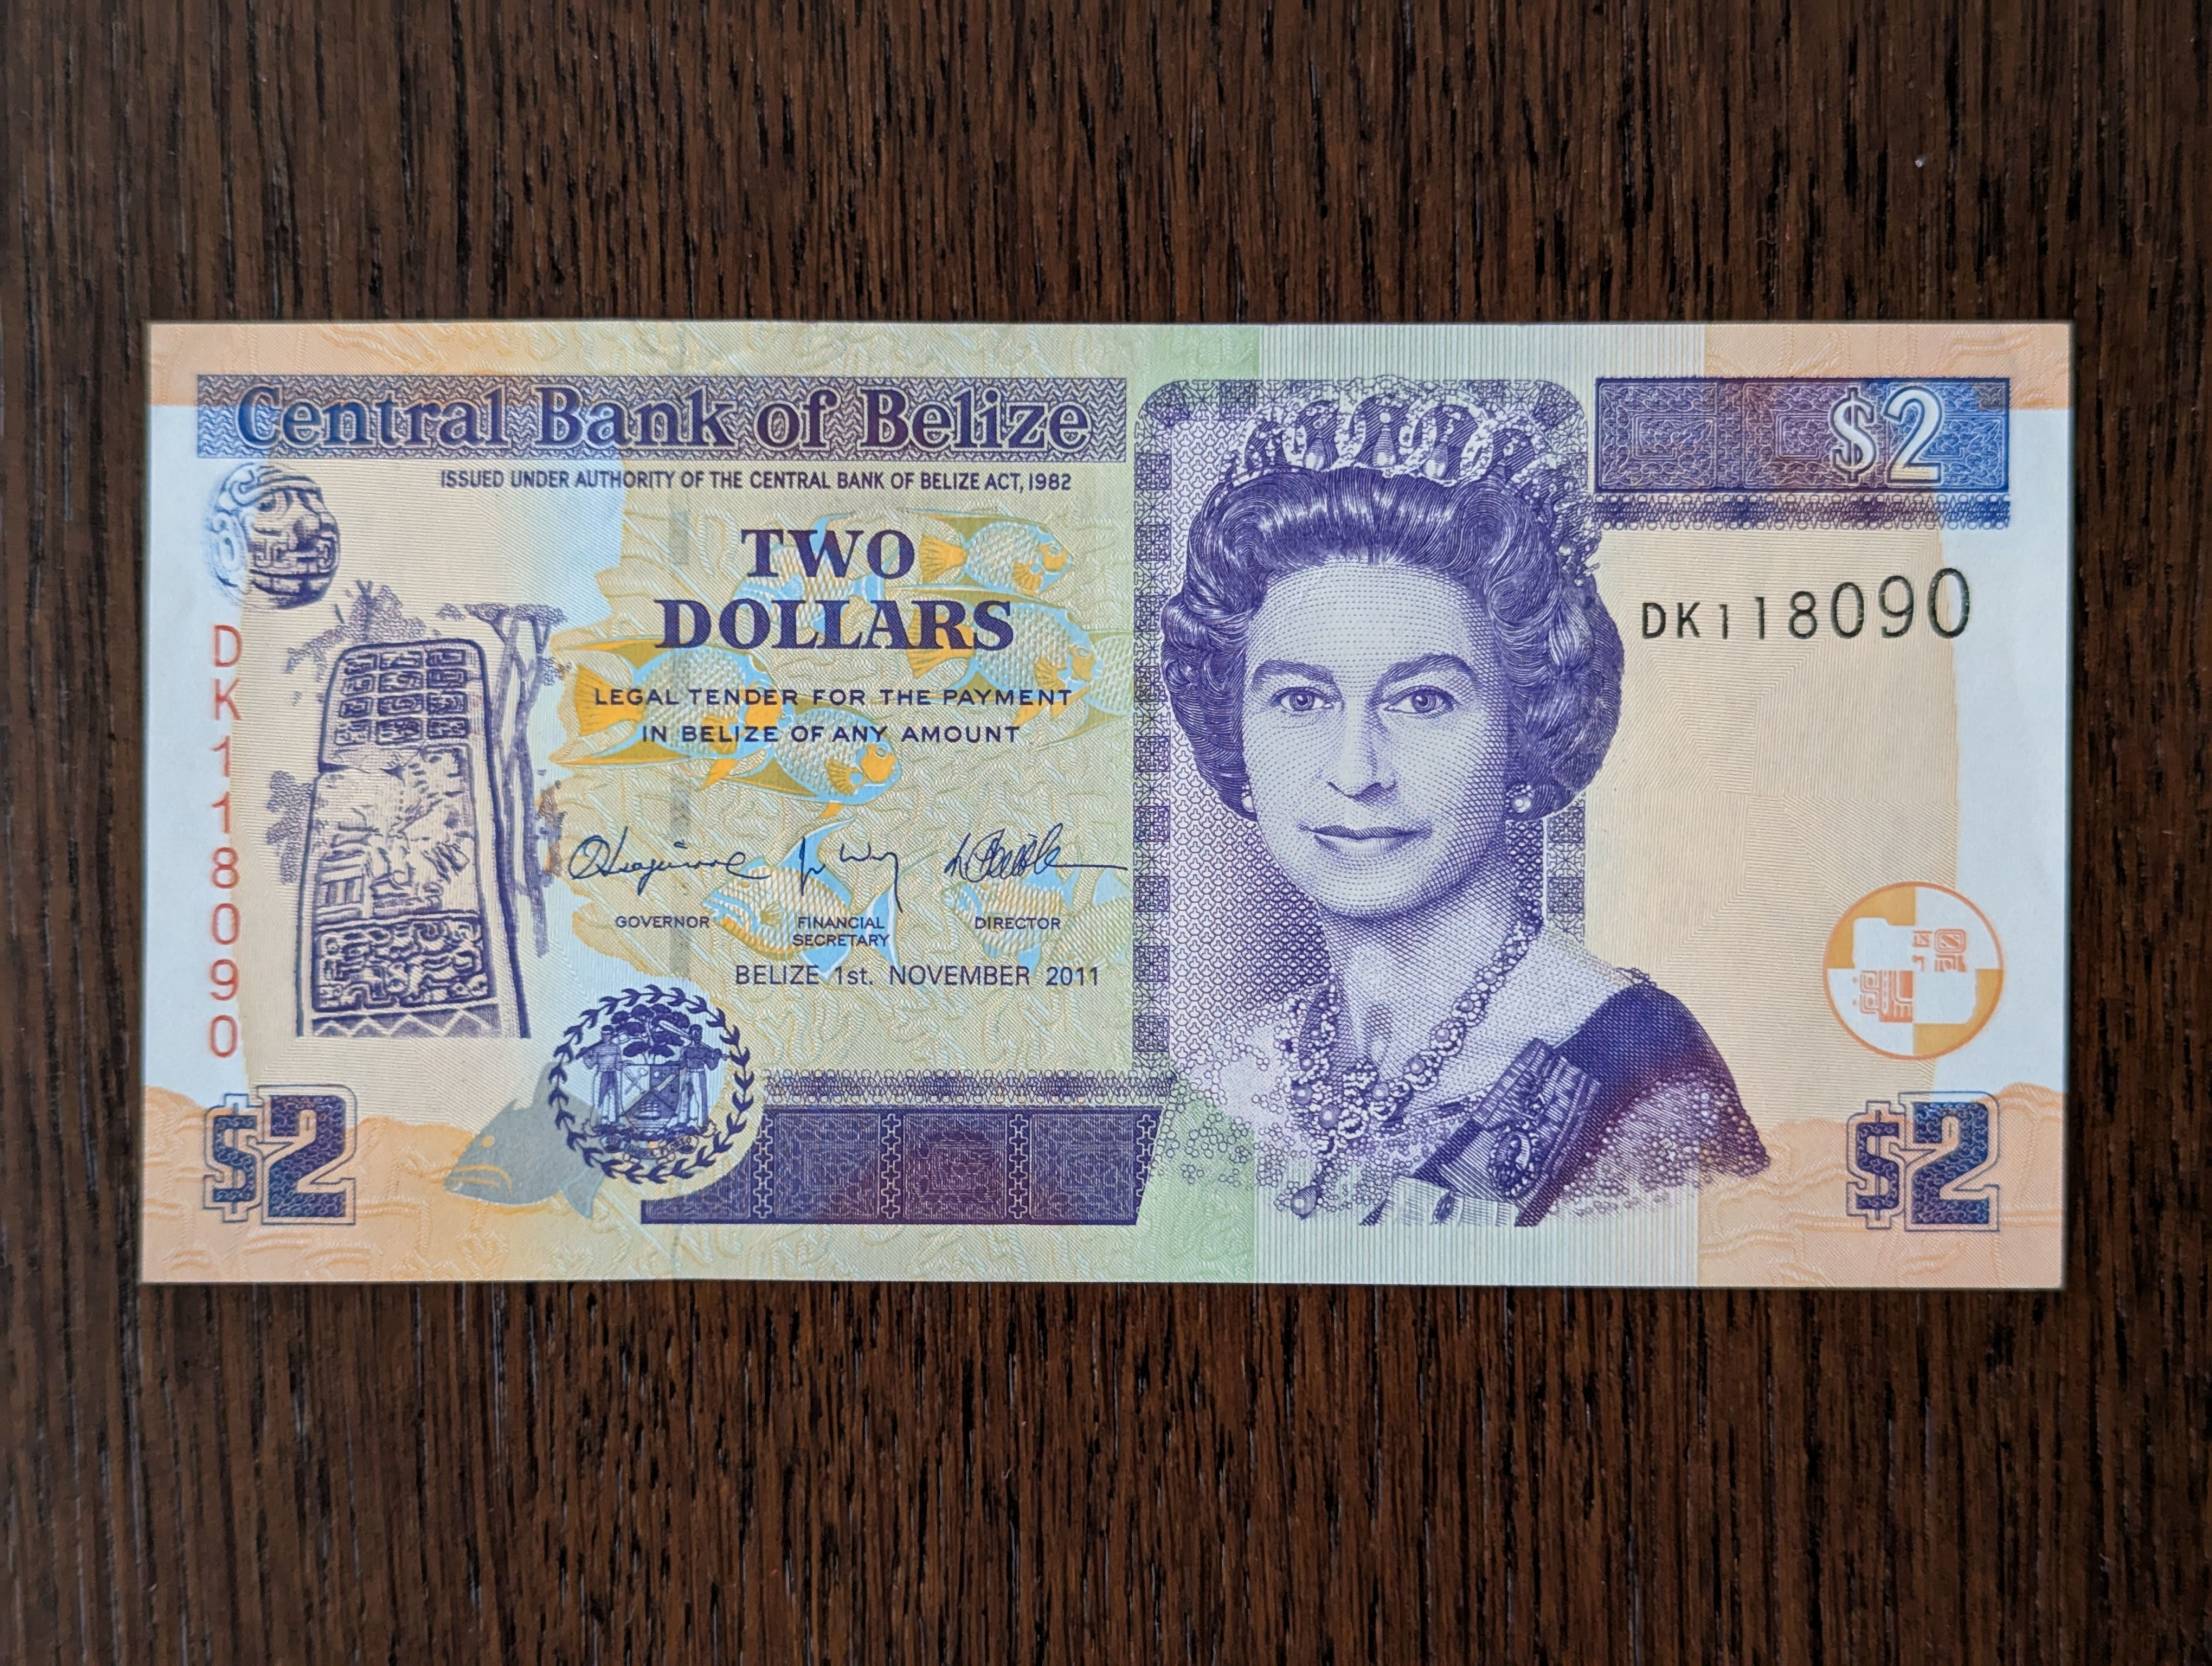 Central Bank of Belize
$2
ISSUED UNDER AUTHORITY OF THE CENTRAL BANK OF BELIZE ACT, 1982
TWO
DOLLARS
DK118090
LEGAL TENDER FOR THE PAYMENT
IN BELIZE OF ANY AMOUNT
DK118090
GOVERNOR
FINANCIAL
SECRETARY
DIRECTOR
BELIZE 1st. NOVEMBER 2011
$2
$2